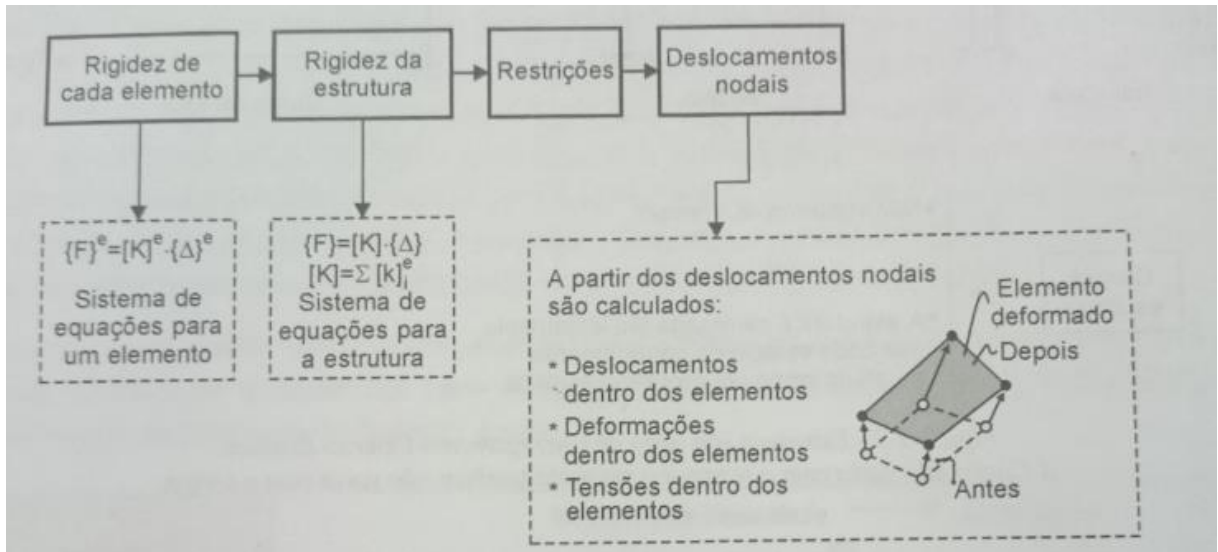 Rigidez de
cada elemento
Rigidez da
estrutura
Restrições
Deslocamentos
nodais
{F}ᵉ=[K]ᵉ·{Δ}ᵉ
Sistema de
equações para
um elemento
{F}=[K]·{Δ}
[K]=Σ [k]ᵢᵉ
Sistema de
equações para
a estrutura
A partir dos deslocamentos nodais
são calculados:
* Deslocamentos
dentro dos elementos
* Deformações
dentro dos elementos
* Tensões dentro dos
elementos
Elemento
deformado
Depois
Antes